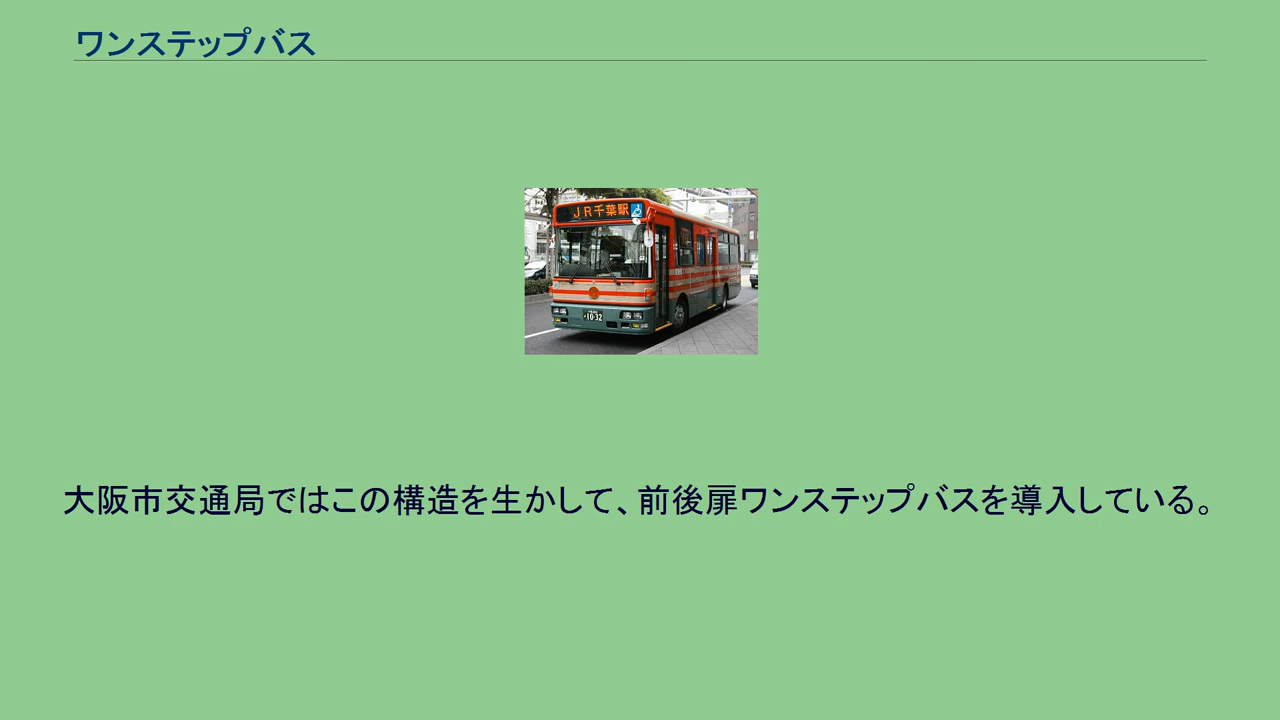 ワンステップバス
JR千葉駅
10-32
大阪市交通局ではこの構造を生かして、前後扉ワンステップバスを導入している。